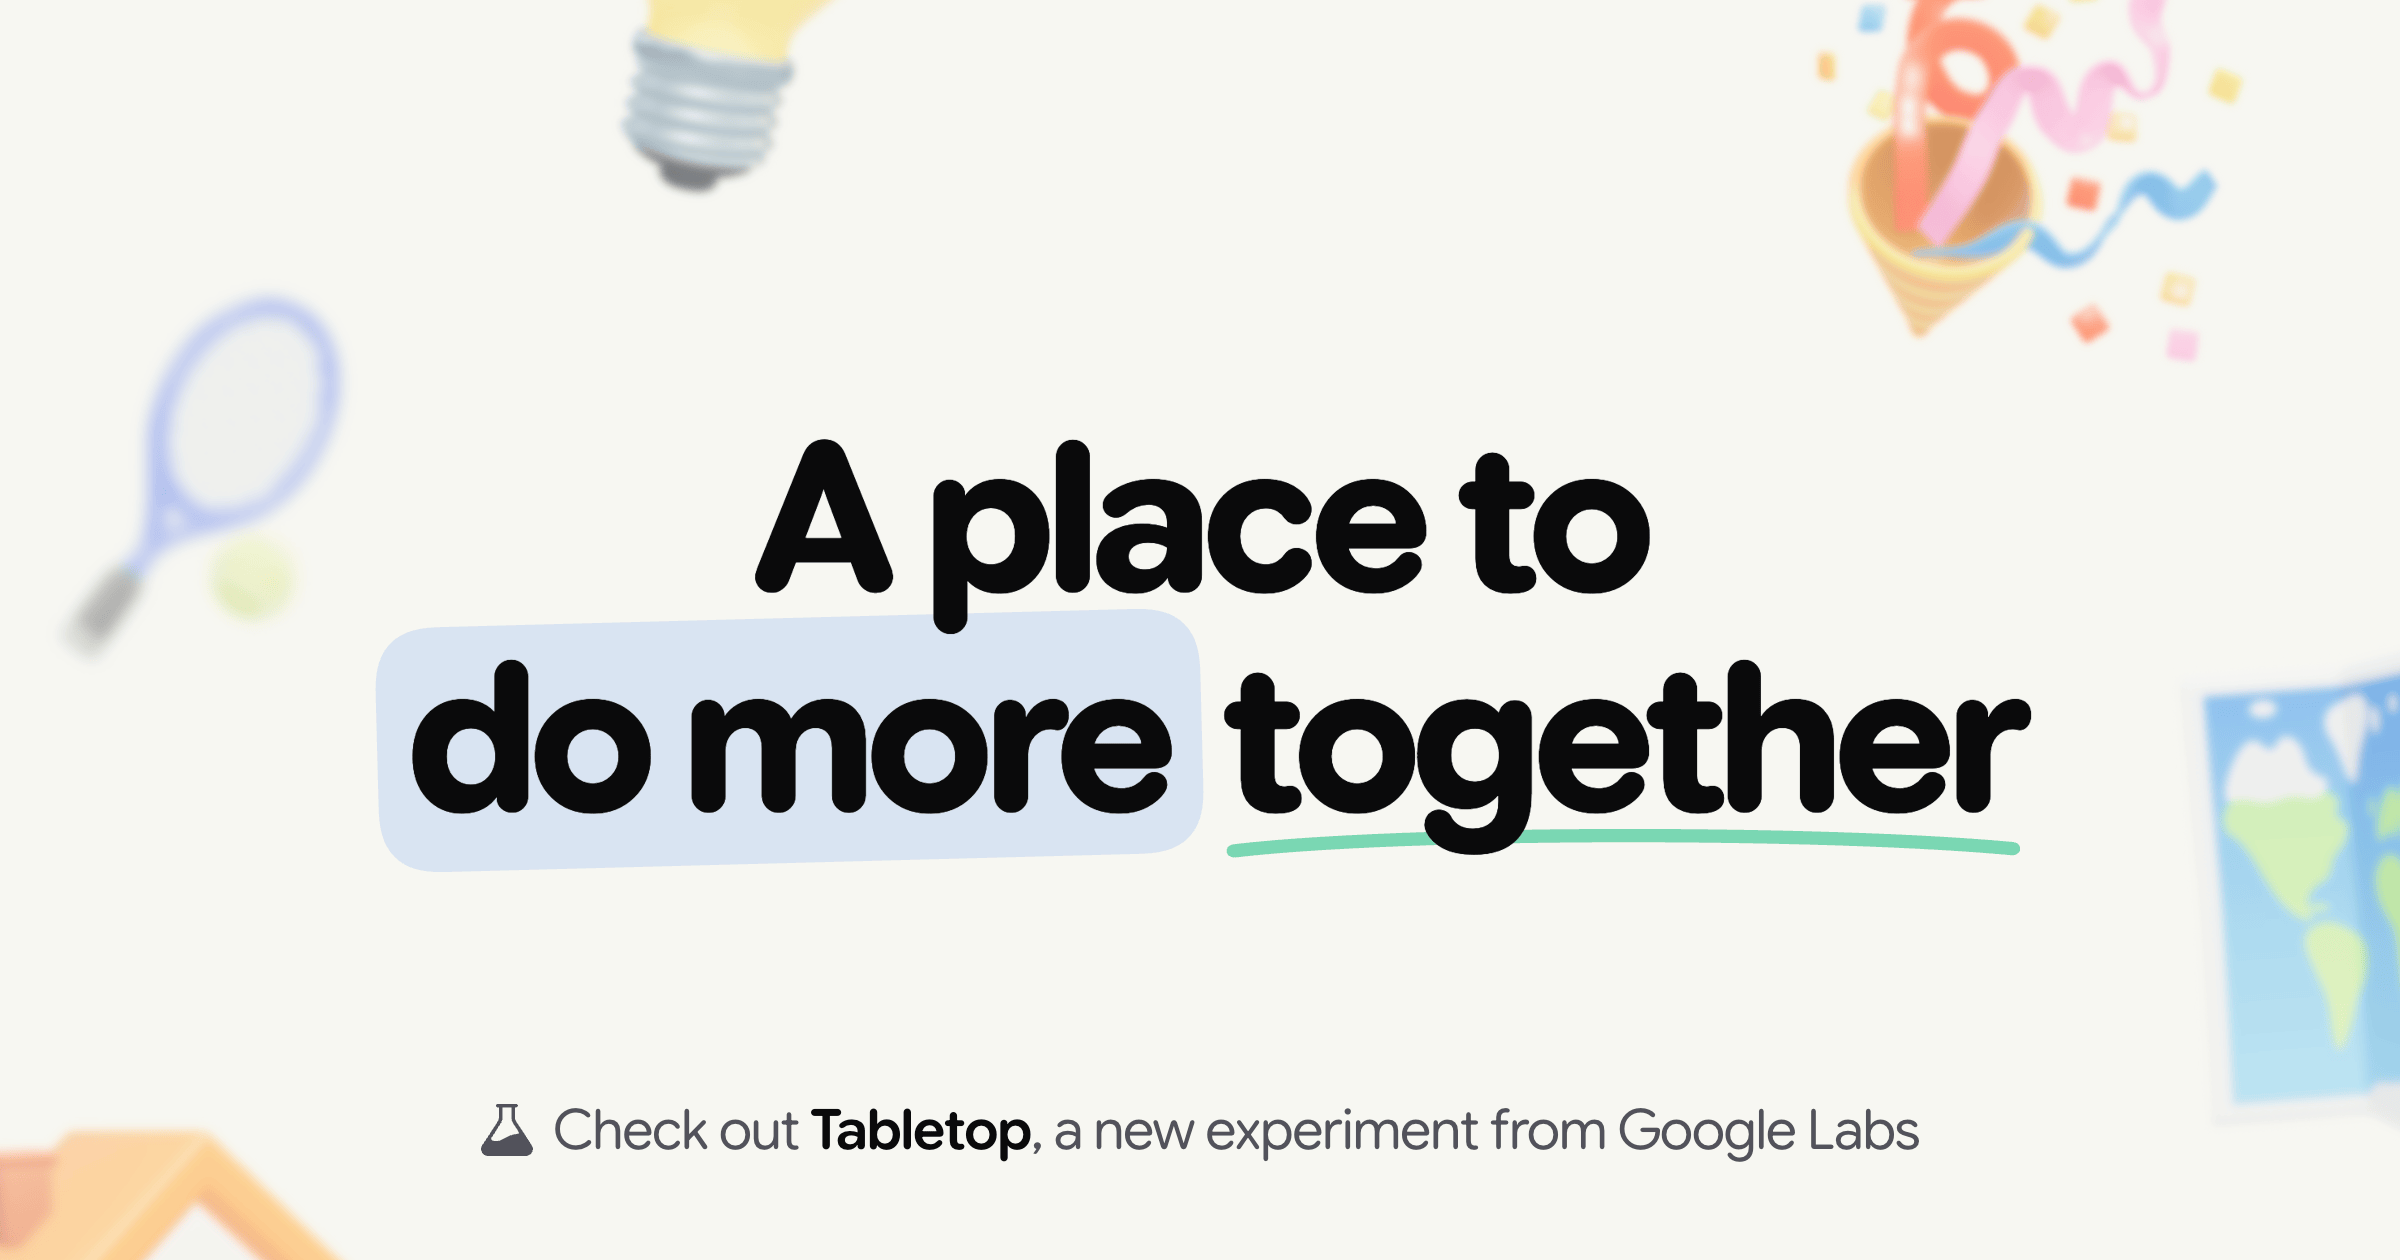 A place to
do more together
Check out Tabletop, a new experiment from Google Labs